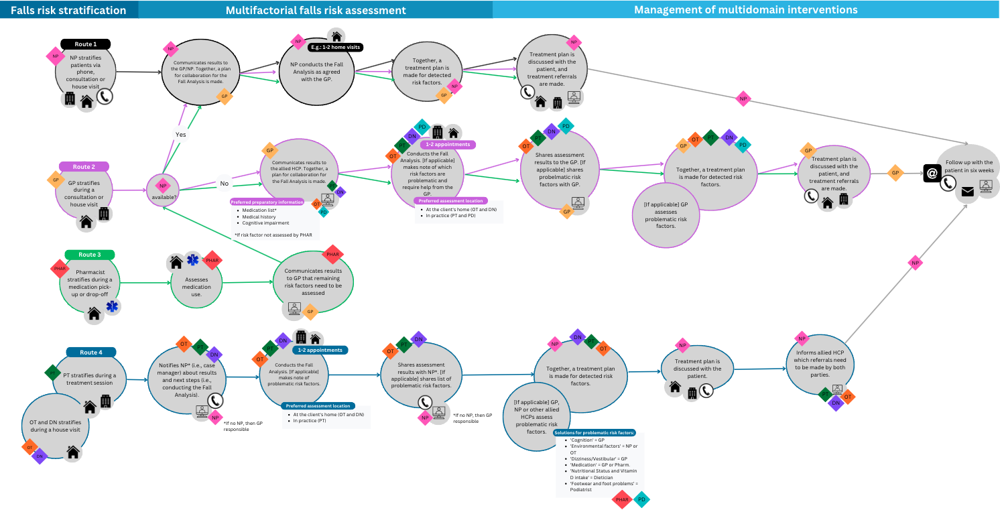 Falls risk stratification
Multifactorial falls risk assessment
Management of multidomain interventions
Route 1
NP
NP stratifies
patients via
phone,
consultation or
house visit
NP
Communicates results to
the GP/NP. Together, a plan
for collaboration for the
Fall Analysis is made.
GP
NP
E.g.: 1-2 home visits
NP conducts the Fall
Analysis as agreed
with the GP.
Together, a
treatment plan is
made for detected
risk factors.
NP
GP
NP
Treatment plan is
discussed with the
patient, and
treatment referrals
are made.
NP
Yes
Route 2
GP
GP stratifies
during a
consultation or
house visit
NP
available?
No
GP
Communicates results to
the allied HCP. Together, a
plan for collaboration for
the Fall Analysis is made.
PT
DN
OT
PD
Preferred preparatory information
Medication list*
Medical history
Cognitive impairment
*If risk factor not assessed by PHAR
OT
PT
DN
PD
1-2 appointments
Conducts the Fall
Analysis. [If applicable]
makes note of which
risk factors are
problematic and
require help from the
GP.
Preferred assessment location
At the client's home (OT and DN)
In practice (PT and PD)
OT
PT
DN
PD
Shares assessment
results to the GP. [If
applicable] shares
probelmatic risk
factors with GP.
GP
GP
OT
PT
DN
PD
Together, a treatment plan
is made for detected risk
factors.
[If applicable] GP
assesses
problematic risk
factors.
GP
Treatment plan is
discussed with the
patient, and
treatment referrals
are made.
GP
@
Follow up with the
patient in six weeks
Route 3
PHAR
Pharmacist
stratifies during a
medication pick-
up or drop-off
PHAR
Assesses
medication
use.
PHAR
Communicates results
to GP that remaining
risk factors need to be
assessed
GP
NP
Route 4
PT
PT stratifies during a
treatment session
OT and DN stratifies
during a house visit
OT
DN
OT
PT
DN
Notifies NP* (i.e., case
manager) about results
and next steps (i.e.,
conducting the Fall
Analysis).
NP
*If no NP, then GP
responsible
OT
PT
DN
1-2 appointments
Conducts the Fall
Analysis. [If applicable]
makes note of
problematic risk factors.
Preferred assessment location
At the client's home (OT and DN)
In practice (PT)
OT
PT
DN
Shares assessment
results with NP*. [If
applicable] shares list of
problematic risk factors.
NP
*If no NP, then GP
responsible
NP
DN
PT
OT
Together, a treatment plan
is made for detected risk
factors.
[If applicable] GP,
NP or other allied
HCPs assess
problematic risk
factors.
Solutions for problematic risk factors:
'Cognition' = GP
'Environmental factors' = NP or
OT
'Dizziness/Vestibular' = GP
'Medication' = GP or Pharm.
'Nutritional Status and Vitamin
D intake' = Dietician
'Footwear and foot problems' =
Podiatrist
PHAR
PD
NP
Treatment plan is
discussed with the
patient.
NP
Informs allied HCP
which referrals need
to be made by both
parties.
PT
DN
OT